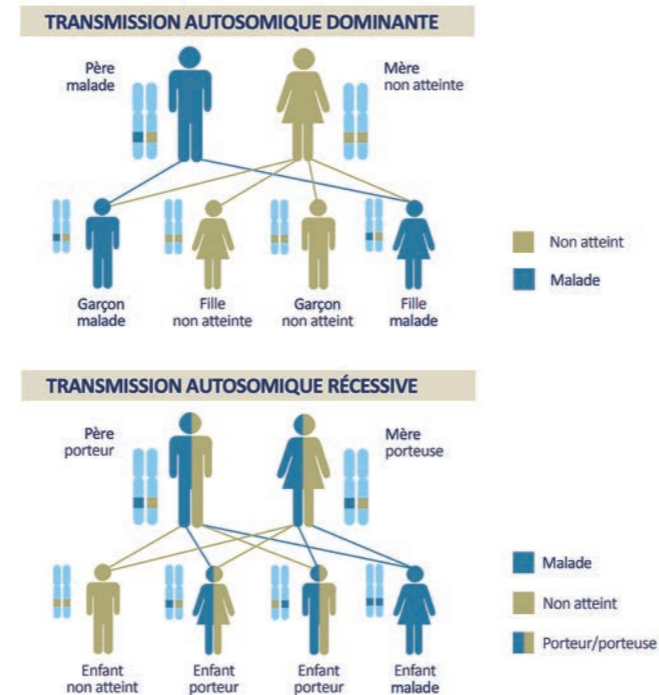 TRANSMISSION AUTOSOMIQUE DOMINANTE
Père
malade
Mère
non atteinte
Garçon
malade
Fille
non atteinte
Garçon
non atteint
Fille
malade
Non atteint
Malade
TRANSMISSION AUTOSOMIQUE RÉCESSIVE
Père
porteur
Mère
porteuse
Enfant
non atteint
Enfant
porteur
Enfant
porteur
Enfant
malade
Malade
Non atteint
Porteur/porteuse